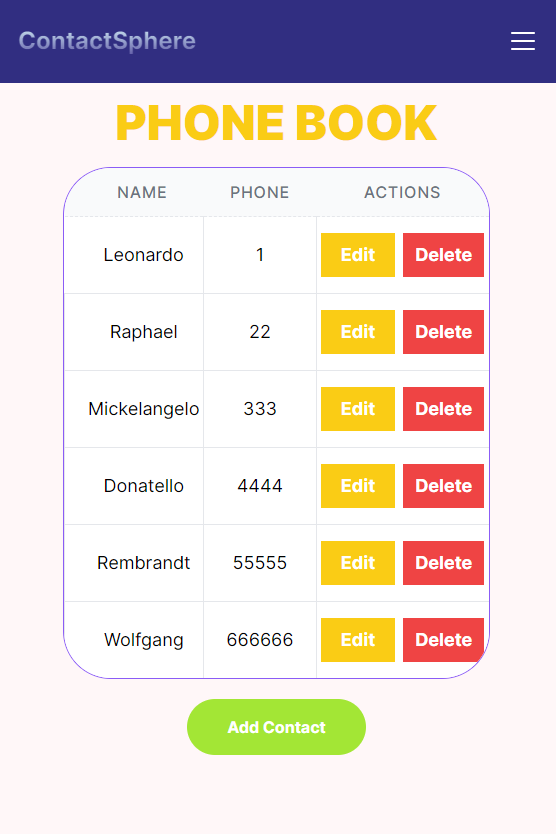 ContactSphere
PHONE BOOK
NAME PHONE ACTIONS
Leonardo 1 Edit Delete
Raphael 22 Edit Delete
Mickelangelo 333 Edit Delete
Donatello 4444 Edit Delete
Rembrandt 55555 Edit Delete
Wolfgang 666666 Edit Delete
Add Contact